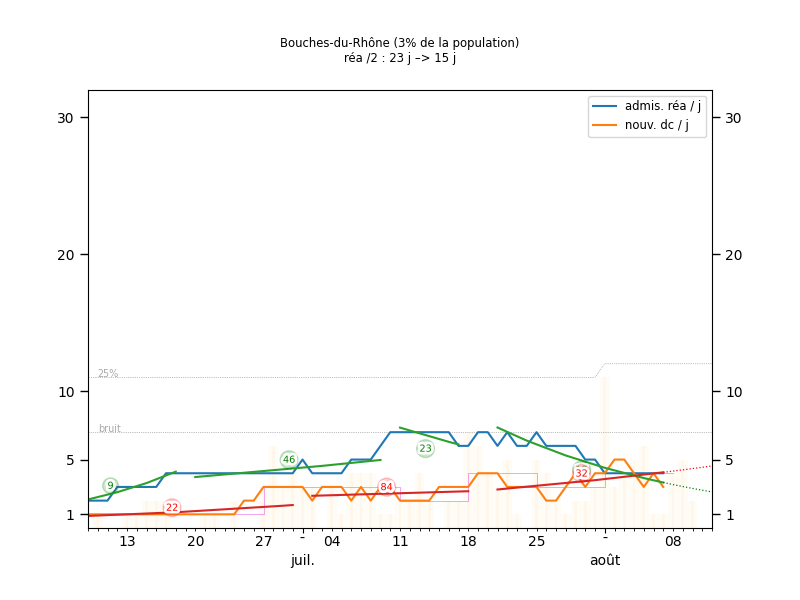 Bouches-du-Rhône (3% de la population)
réa /2 : 23 j –> 15 j
admis. réa / j
nouv. dc / j
30 30
20 20
25%
10 10
bruit
5 5
1 1
9 22 46 84 23 32
13 20 27 - 04 11 18 25 - 08
juil. août